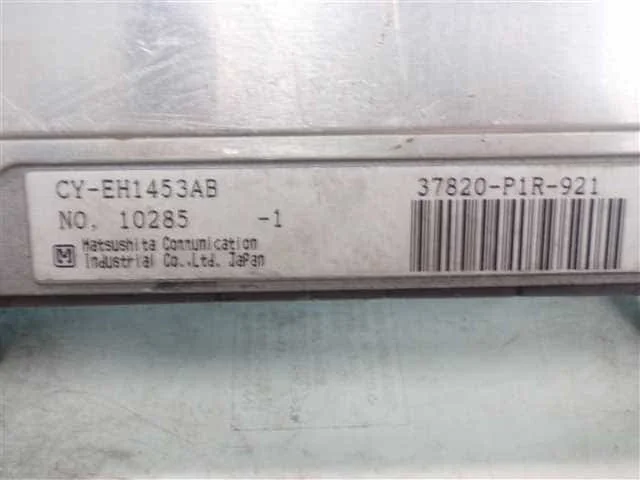 CY-EH1453AB
37820-P1R-921
NO. 10285 -1
M Matsushita Communication
Industrial Co.,Ltd. Japan